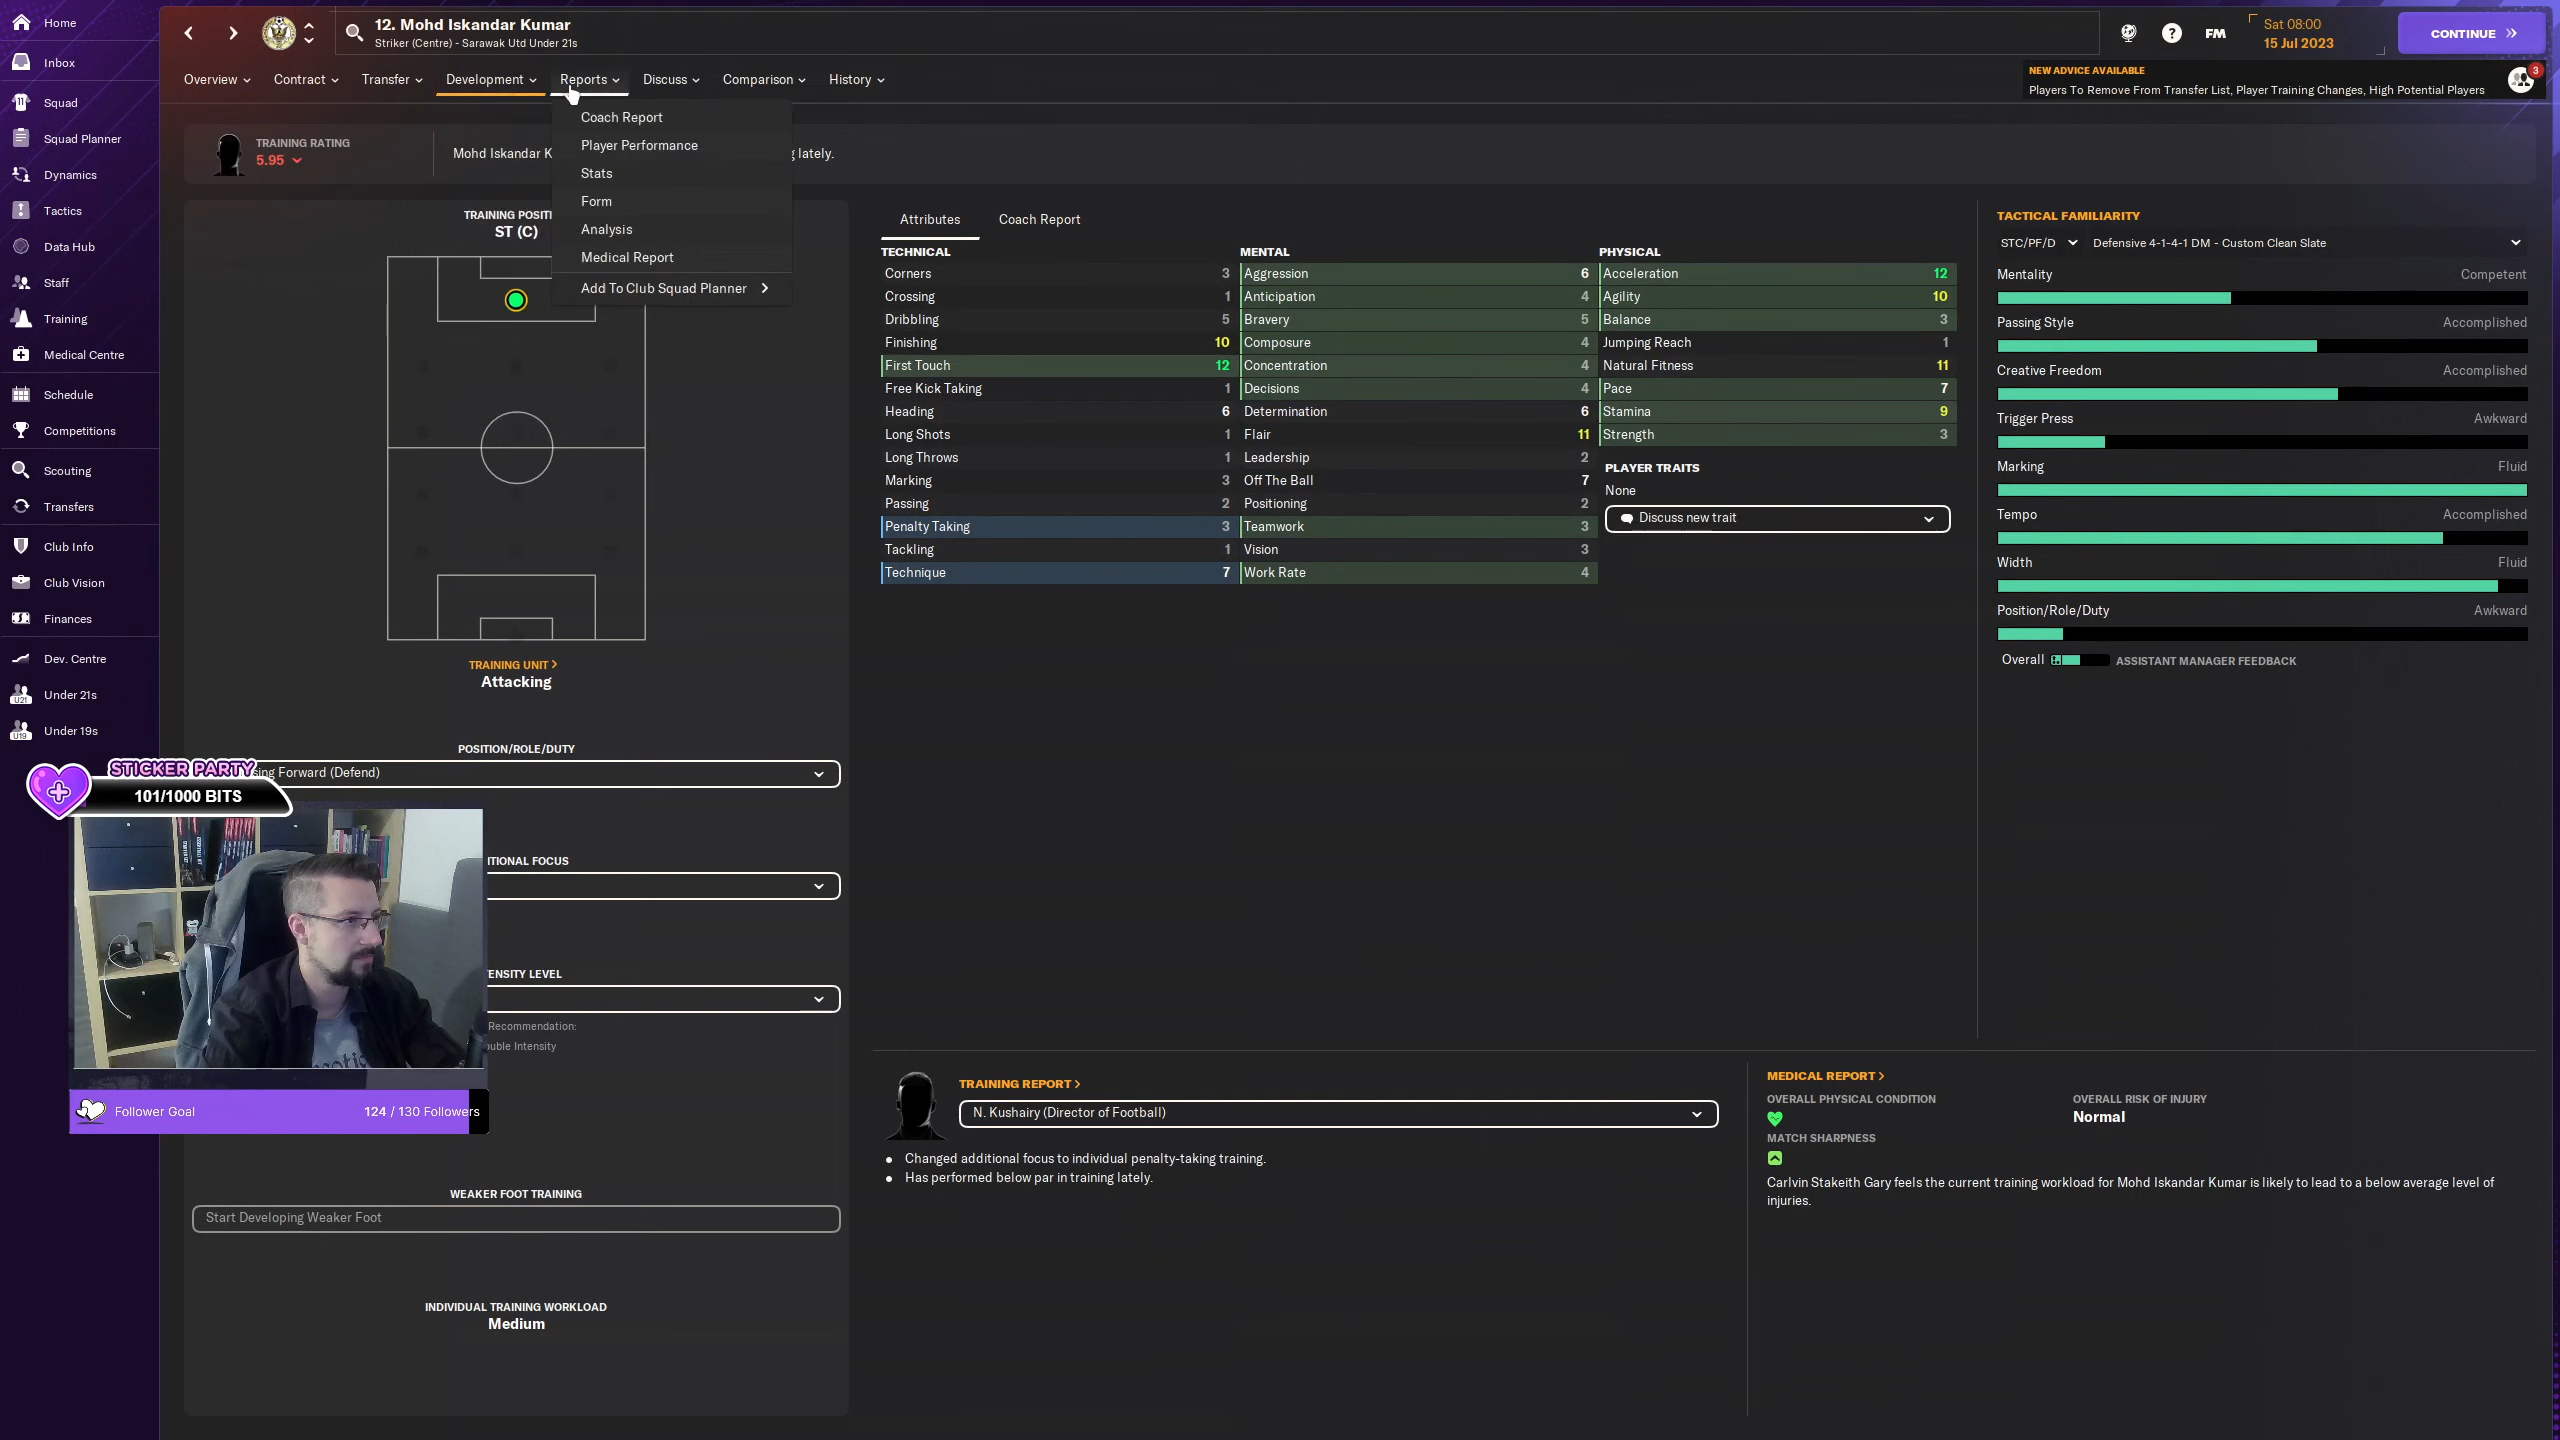 Home
Inbox
Squad
Squad Planner
Dynamics
Tactics
Data Hub
Staff
Training
Medical Centre
Schedule
Competitions
Scouting
Transfers
Club Info
Club Vision
Finances
Dev. Centre
Under 21s
Under 19s
12. Mohd Iskandar Kumar
Striker (Centre) - Sarawak Utd Under 21s
FM
Sat 08:00
15 Jul 2023
CONTINUE
Overview
Contract
Transfer
Development
Reports
Discuss
Comparison
History
NEW ADVICE AVAILABLE
Players To Remove From Transfer List, Player Training Changes, High Potential Players
3
Coach Report
Player Performance
Stats
Form
Analysis
Medical Report
Add To Club Squad Planner
TRAINING RATING
5.95
Mohd Iskandar K
lately.
TRAINING POSITI
ST (C)
TRAINING UNIT
Attacking
POSITION/ROLE/DUTY
sing Forward (Defend)
ITIONAL FOCUS
ENSITY LEVEL
Recommendation:
uble Intensity
WEAKER FOOT TRAINING
Start Developing Weaker Foot
INDIVIDUAL TRAINING WORKLOAD
Medium
STICKER PARTY
101/1000 BITS
Follower Goal 124 / 130 Followers
Attributes
Coach Report
TECHNICAL
Corners 3
Crossing 1
Dribbling 5
Finishing 10
First Touch 12
Free Kick Taking 1
Heading 6
Long Shots 1
Long Throws 1
Marking 3
Passing 2
Penalty Taking 3
Tackling 1
Technique 7
MENTAL
Aggression 6
Anticipation 4
Bravery 5
Composure 4
Concentration 4
Decisions 4
Determination 6
Flair 11
Leadership 2
Off The Ball 7
Positioning 2
Teamwork 3
Vision 3
Work Rate 4
PHYSICAL
Acceleration 12
Agility 10
Balance 3
Jumping Reach 1
Natural Fitness 11
Pace 7
Stamina 9
Strength 3
PLAYER TRAITS
None
Discuss new trait
TACTICAL FAMILIARITY
STC/PF/D
Defensive 4-1-4-1 DM - Custom Clean Slate
Mentality Competent
Passing Style Accomplished
Creative Freedom Accomplished
Trigger Press Awkward
Marking Fluid
Tempo Accomplished
Width Fluid
Position/Role/Duty Awkward
Overall
ASSISTANT MANAGER FEEDBACK
TRAINING REPORT
N. Kushairy (Director of Football)
Changed additional focus to individual penalty-taking training.
Has performed below par in training lately.
MEDICAL REPORT
OVERALL PHYSICAL CONDITION
OVERALL RISK OF INJURY
Normal
MATCH SHARPNESS
Carlvin Stakeith Gary feels the current training workload for Mohd Iskandar Kumar is likely to lead to a below average level of
injuries.